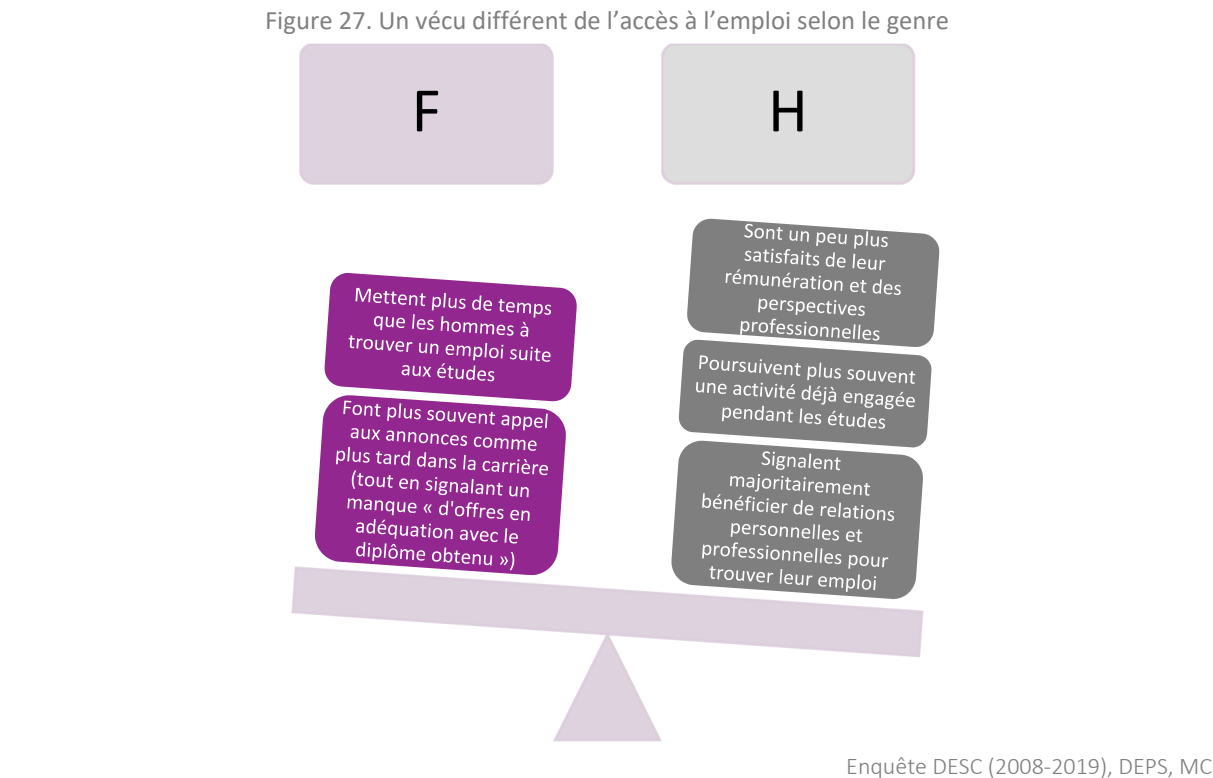 Figure 27. Un vécu différent de l’accès à l’emploi selon le genre
F
H
Mettent plus de temps
que les hommes à
trouver un emploi suite
aux études
Font plus souvent appel
aux annonces comme
plus tard dans la carrière
(tout en signalant un
manque « d'offres en
adéquation avec le
diplôme obtenu »)
Sont un peu plus
satisfaits de leur
rémunération et des
perspectives
professionnelles
Poursuivent plus souvent
une activité déjà engagée
pendant les études
Signalent
majoritairement
bénéficier de relations
personnelles et
professionnelles pour
trouver leur emploi
Enquête DESC (2008-2019), DEPS, MC